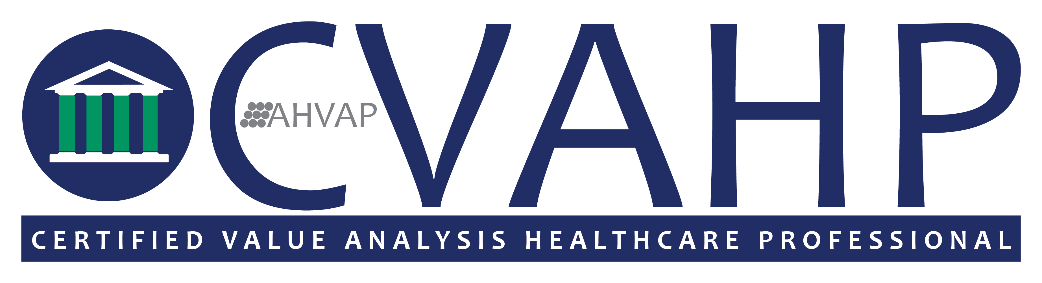 CVAHP
AHVAP
CERTIFIED VALUE ANALYSIS HEALTHCARE PROFESSIONAL